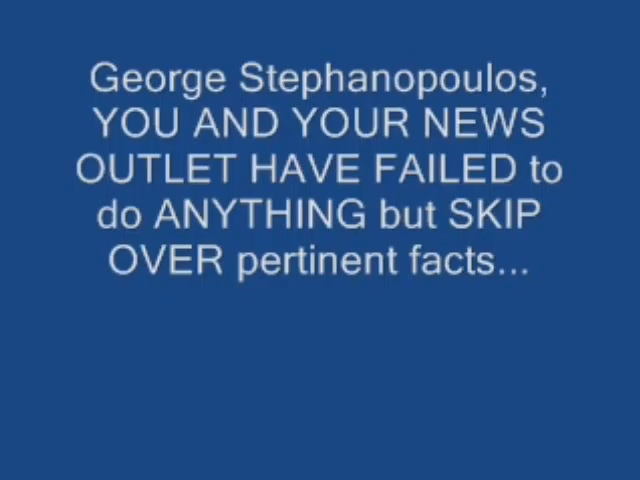 George Stephanopoulos,
YOU AND YOUR NEWS
OUTLET HAVE FAILED to
do ANYTHING but SKIP
OVER pertinent facts...